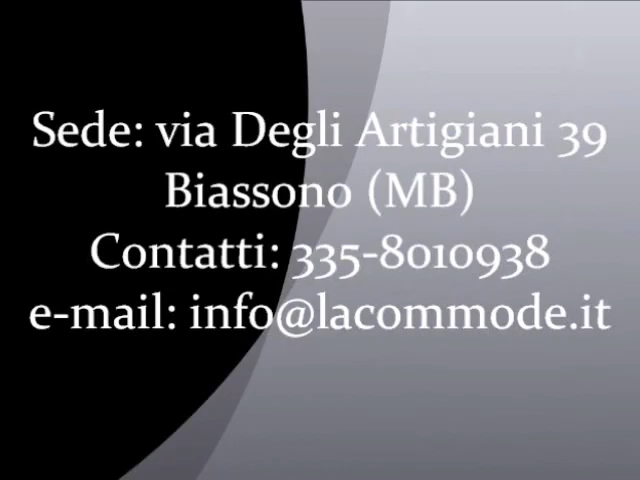 Sede: via Degli Artigiani 39
Biassono (MB)
Contatti: 335-8010938
e-mail: info@lacommode.it